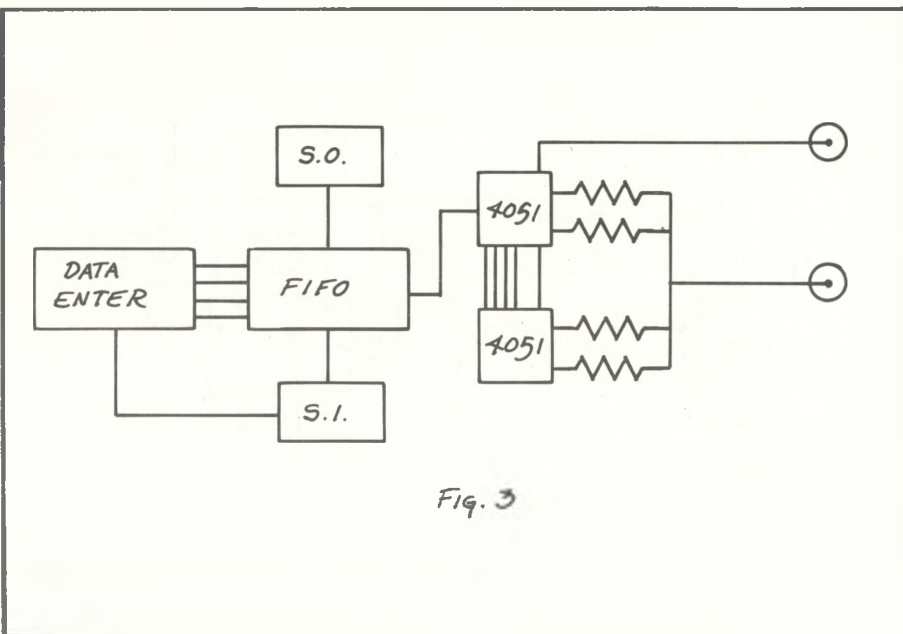 S.O.
4051
DATA
ENTER
FIFO
4051
S.I.
Fig. 3